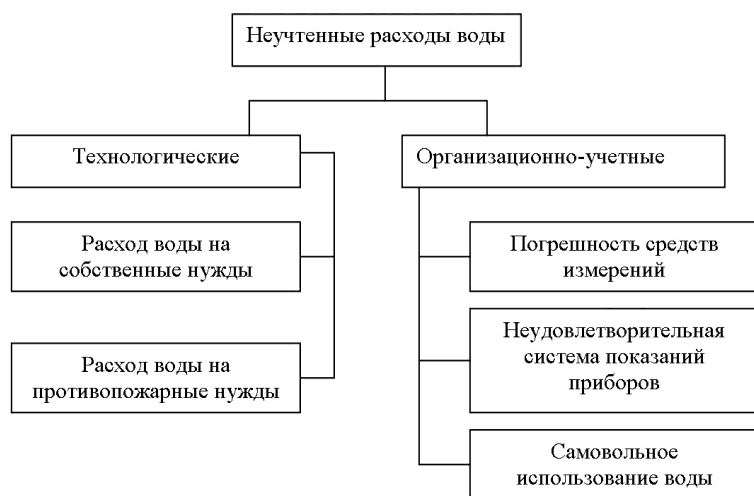 Неучтенные расходы воды
Технологические
Организационно-учетные
Расход воды на
собственные нужды
Расход воды на
противопожарные нужды
Погрешность средств
измерений
Неудовлетворительная
система показаний
приборов
Самовольное
использование воды